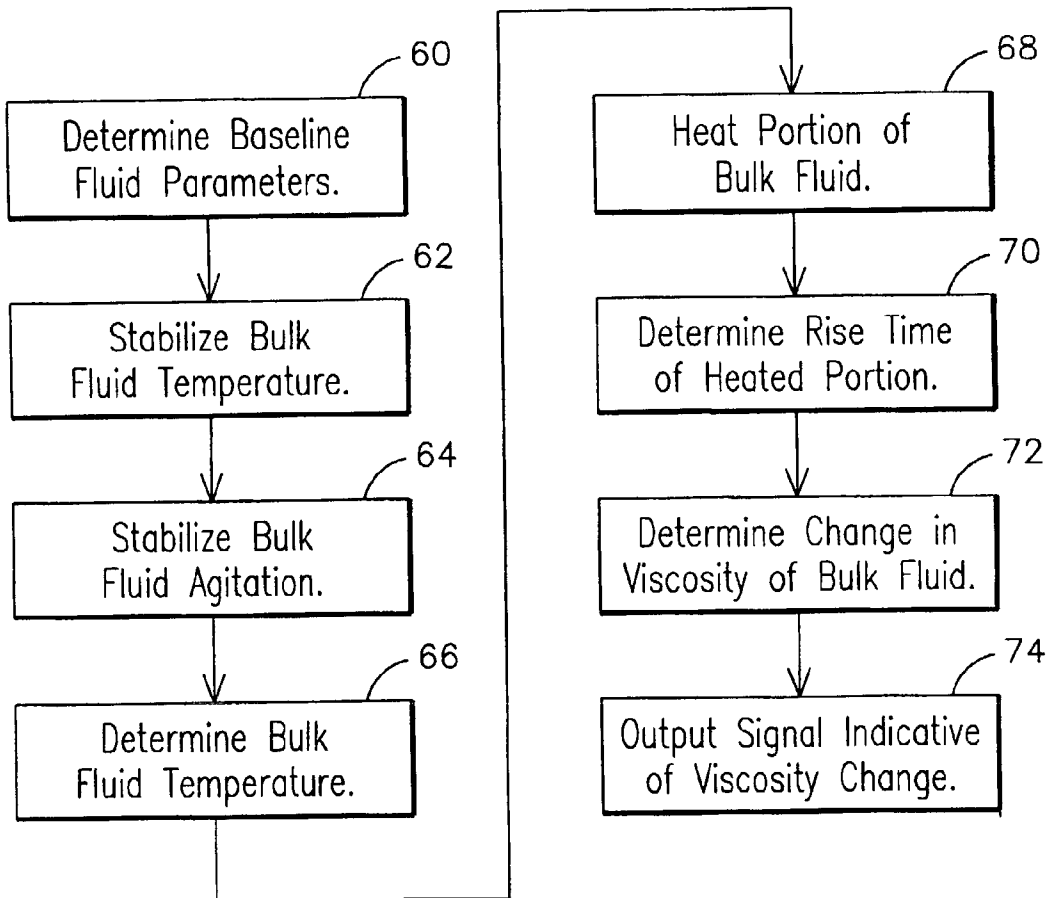 60
Determine Baseline
Fluid Parameters.
62
Stabilize Bulk
Fluid Temperature.
64
Stabilize Bulk
Fluid Agitation.
66
Determine Bulk
Fluid Temperature.
68
Heat Portion of
Bulk Fluid.
70
Determine Rise Time
of Heated Portion.
72
Determine Change in
Viscosity of Bulk Fluid.
74
Output Signal Indicative
of Viscosity Change.